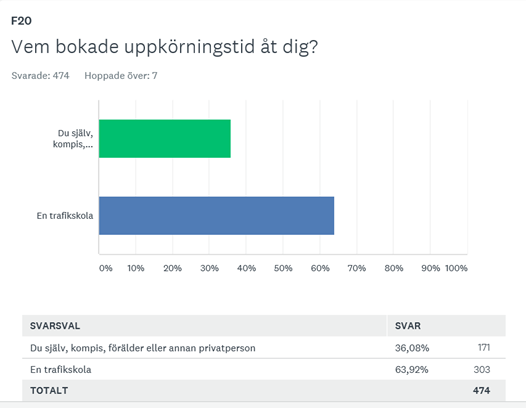 F20
Vem bokade uppkörningstid åt dig?
Svarade: 474 Hoppade över: 7
Du själv,
kompis,...
En trafikskola
0% 10% 20% 30% 40% 50% 60% 70% 80% 90% 100%
SVARSVAL SVAR
Du själv, kompis, förälder eller annan privatperson 36,08% 171
En trafikskola 63,92% 303
TOTALT 474